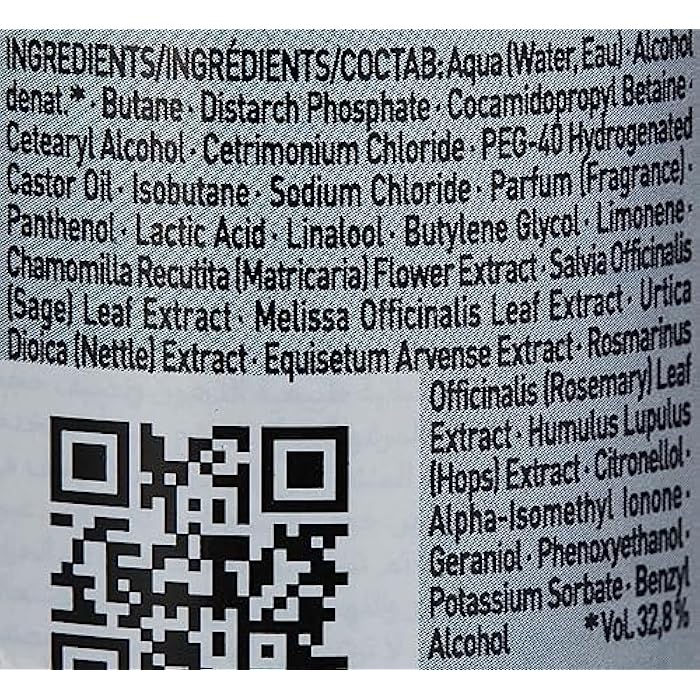 INGREDIENTS/INGRÉDIENTS/COCTAB: Aqua (Water, Eau) · Alcohol
denat.* · Butane · Distarch Phosphate · Cocamidopropyl Betaine ·
Cetearyl Alcohol · Cetrimonium Chloride · PEG-40 Hydrogenated
Castor Oil · Isobutane · Sodium Chloride · Parfum (Fragrance) ·
Panthenol · Lactic Acid · Linalool · Butylene Glycol · Limonene ·
Chamomilla Recutita (Matricaria) Flower Extract · Salvia Officinalis
(Sage) Leaf Extract · Melissa Officinalis Leaf Extract · Urtica
Dioica (Nettle) Extract · Equisetum Arvense Extract · Rosmarinus
Officinalis (Rosemary) Leaf
Extract · Humulus Lupulus
(Hops) Extract · Citronellol ·
Alpha-Isomethyl Ionone ·
Geraniol · Phenoxyethanol ·
Potassium Sorbate · Benzyl
Alcohol *Vol. 32,8 %